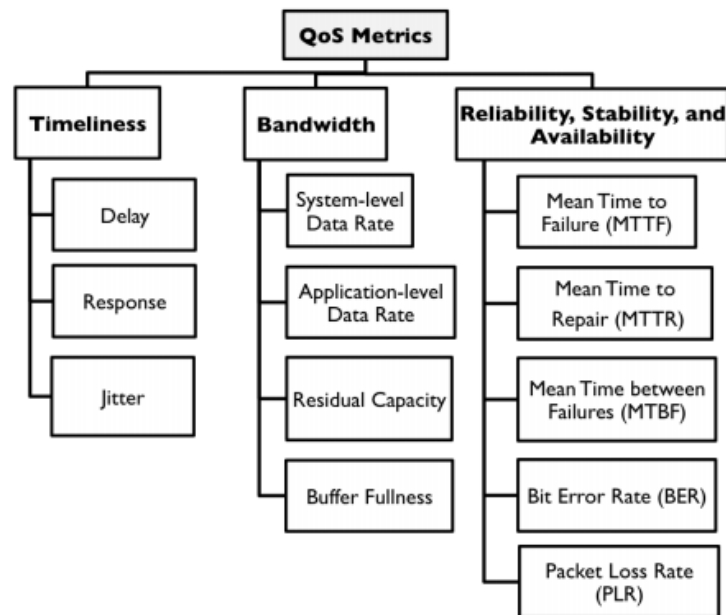 QoS Metrics
Timeliness
Delay
Response
Jitter
Bandwidth
System-level
Data Rate
Application-level
Data Rate
Residual Capacity
Buffer Fullness
Reliability, Stability, and
Availability
Mean Time to
Failure (MTTF)
Mean Time to
Repair (MTTR)
Mean Time between
Failures (MTBF)
Bit Error Rate (BER)
Packet Loss Rate
(PLR)